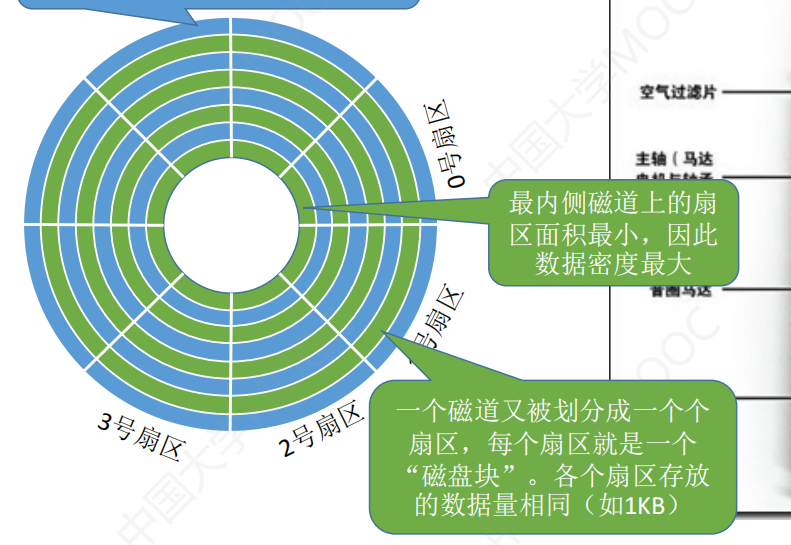 空气过滤片
主轴（马达
0号扇区
最内侧磁道上的扇
区面积最小，因此
数据密度最大
音圈马达
号扇区
一个磁道又被划分成一个个
扇区，每个扇区就是一个
“磁盘块”。各个扇区存放
的数据量相同（如1KB）
3号扇区
2号扇区
中国大学MOOC